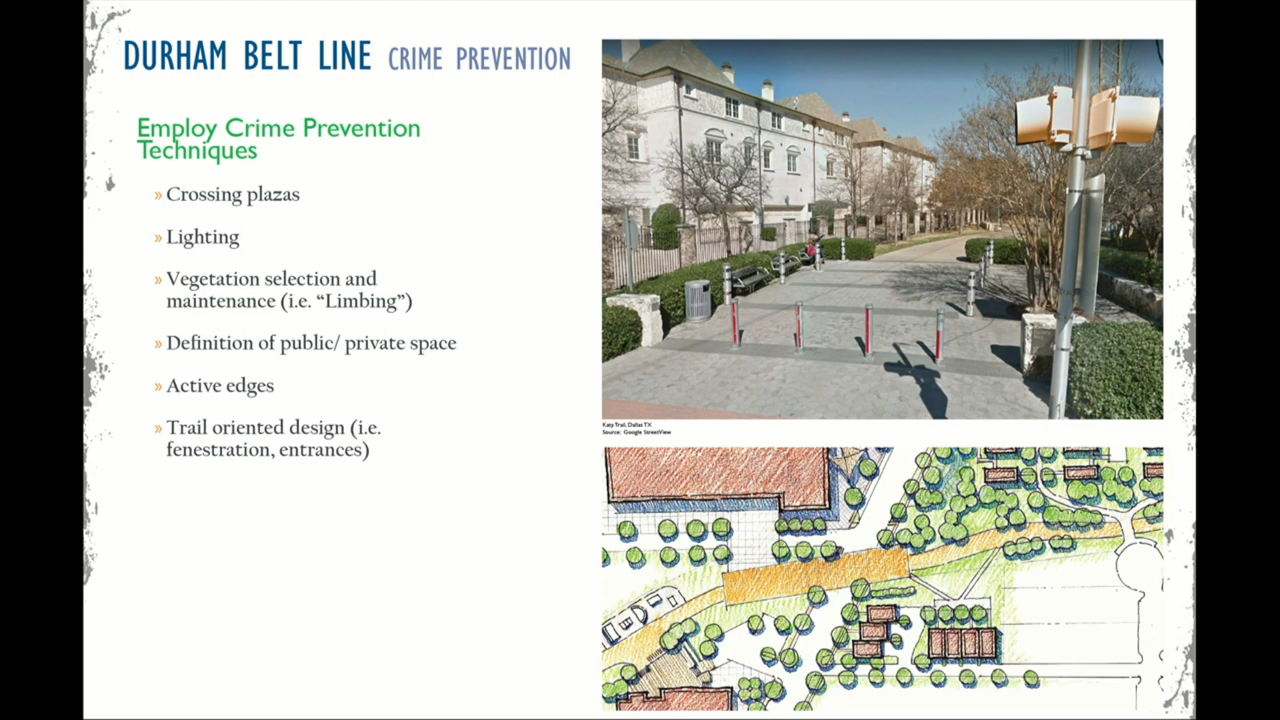 DURHAM BELT LINE CRIME PREVENTION
Employ Crime Prevention
Techniques
» Crossing plazas
» Lighting
» Vegetation selection and
maintenance (i.e. “Limbing”)
» Definition of public/ private space
» Active edges
» Trail oriented design (i.e.
fenestration, entrances)
Katy Trail, Dallas TX
Source: Google StreetView